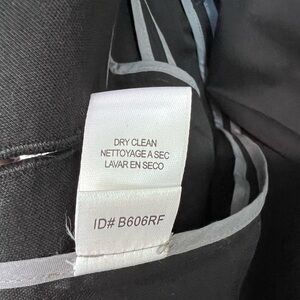 DRY CLEAN
NETTOYAGE A SEC
LAVAR EN SECO
ID# B606RF